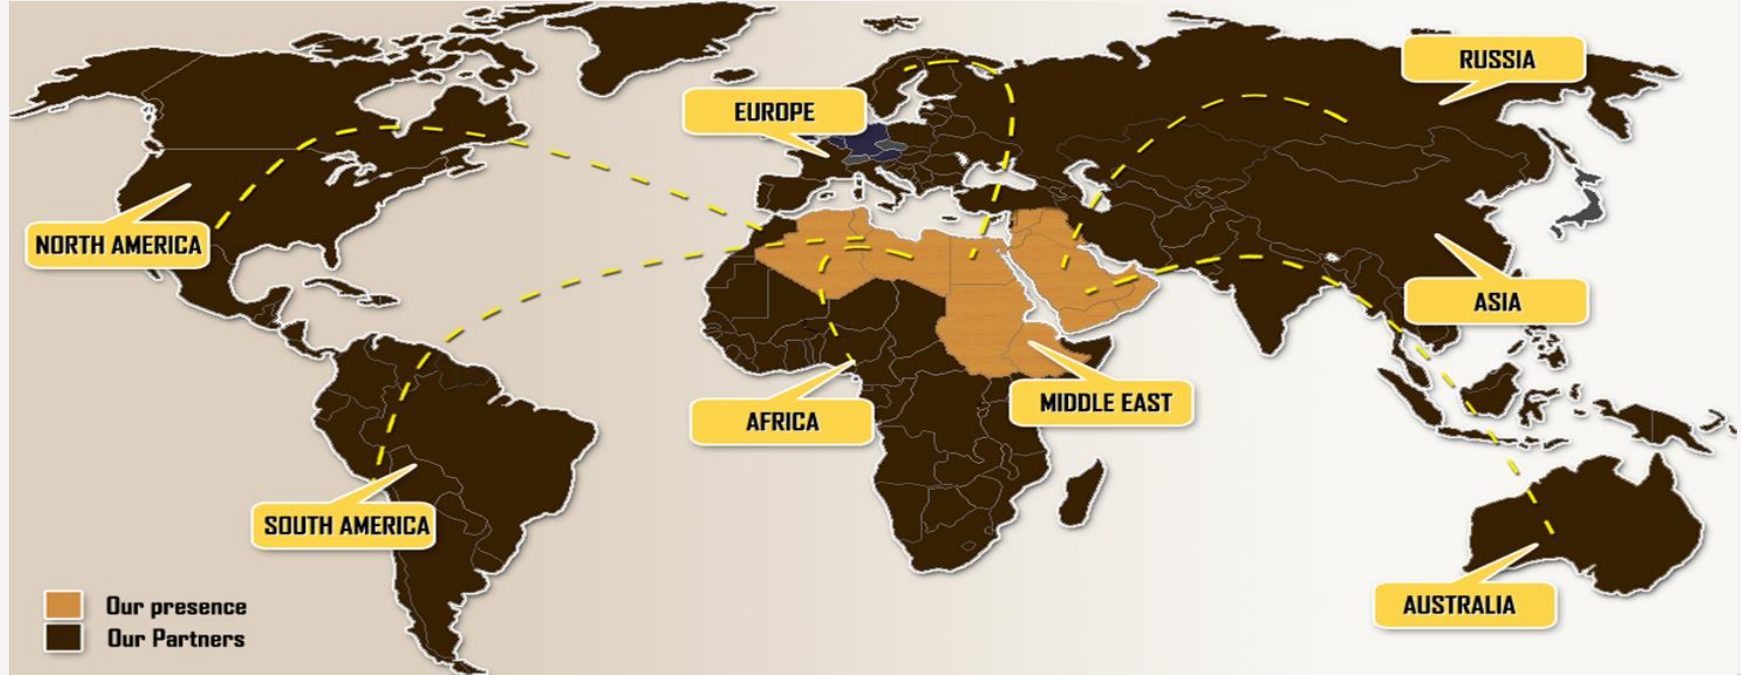 RUSSIA
EUROPE
NORTH AMERICA
ASIA
MIDDLE EAST
AFRICA
SOUTH AMERICA
Our presence
AUSTRALIA
Our Partners